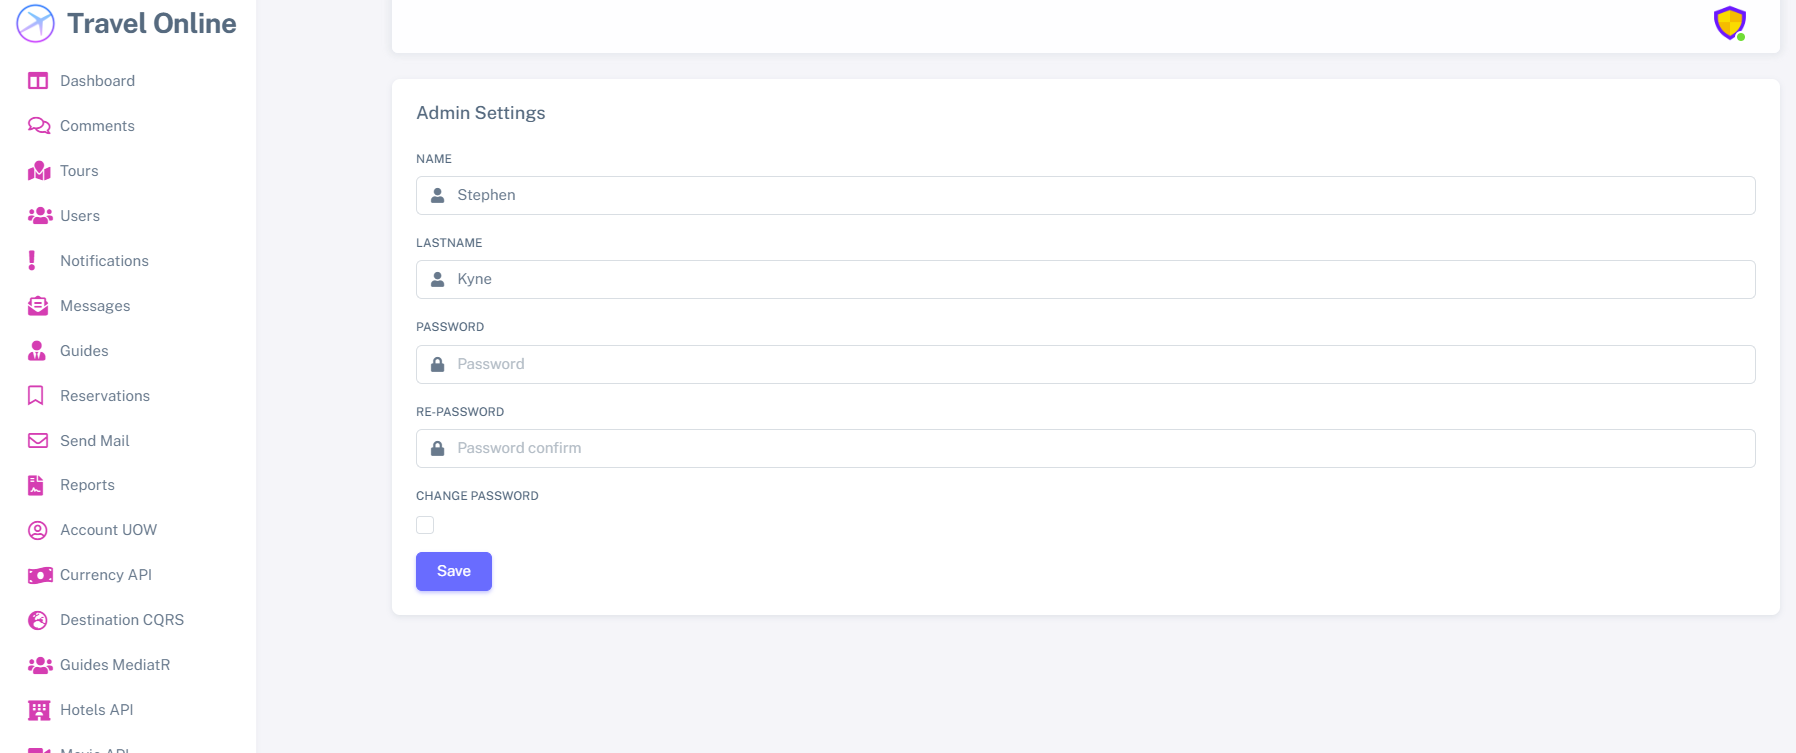 Travel Online
Dashboard
Comments
Tours
Users
Notifications
Messages
Guides
Reservations
Send Mail
Reports
Account UOW
Currency API
Destination CQRS
Guides MediatR
Hotels API
Movie API
Admin Settings
NAME
Stephen
LASTNAME
Kyne
PASSWORD
Password
RE-PASSWORD
Password confirm
CHANGE PASSWORD
Save